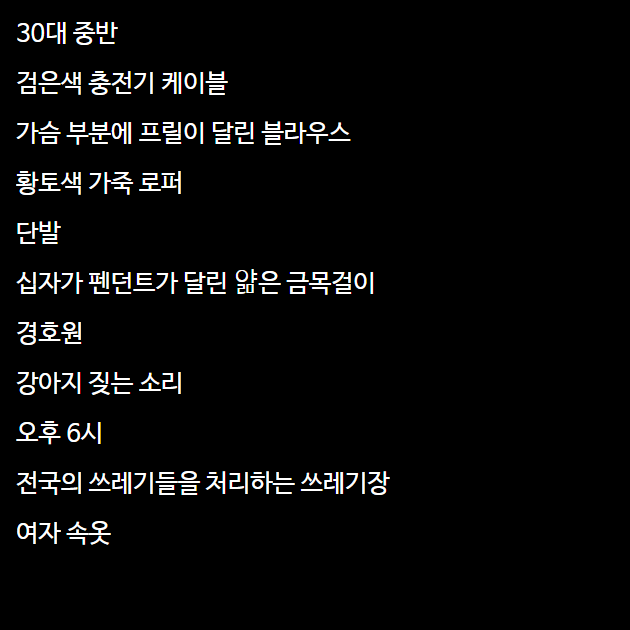 30대 중반
검은색 충전기 케이블
가슴 부분에 프릴이 달린 블라우스
황토색 가죽 로퍼
단발
십자가 펜던트가 달린 얆은 금목걸이
경호원
강아지 짖는 소리
오후 6시
전국의 쓰레기들을 처리하는 쓰레기장
여자 속옷